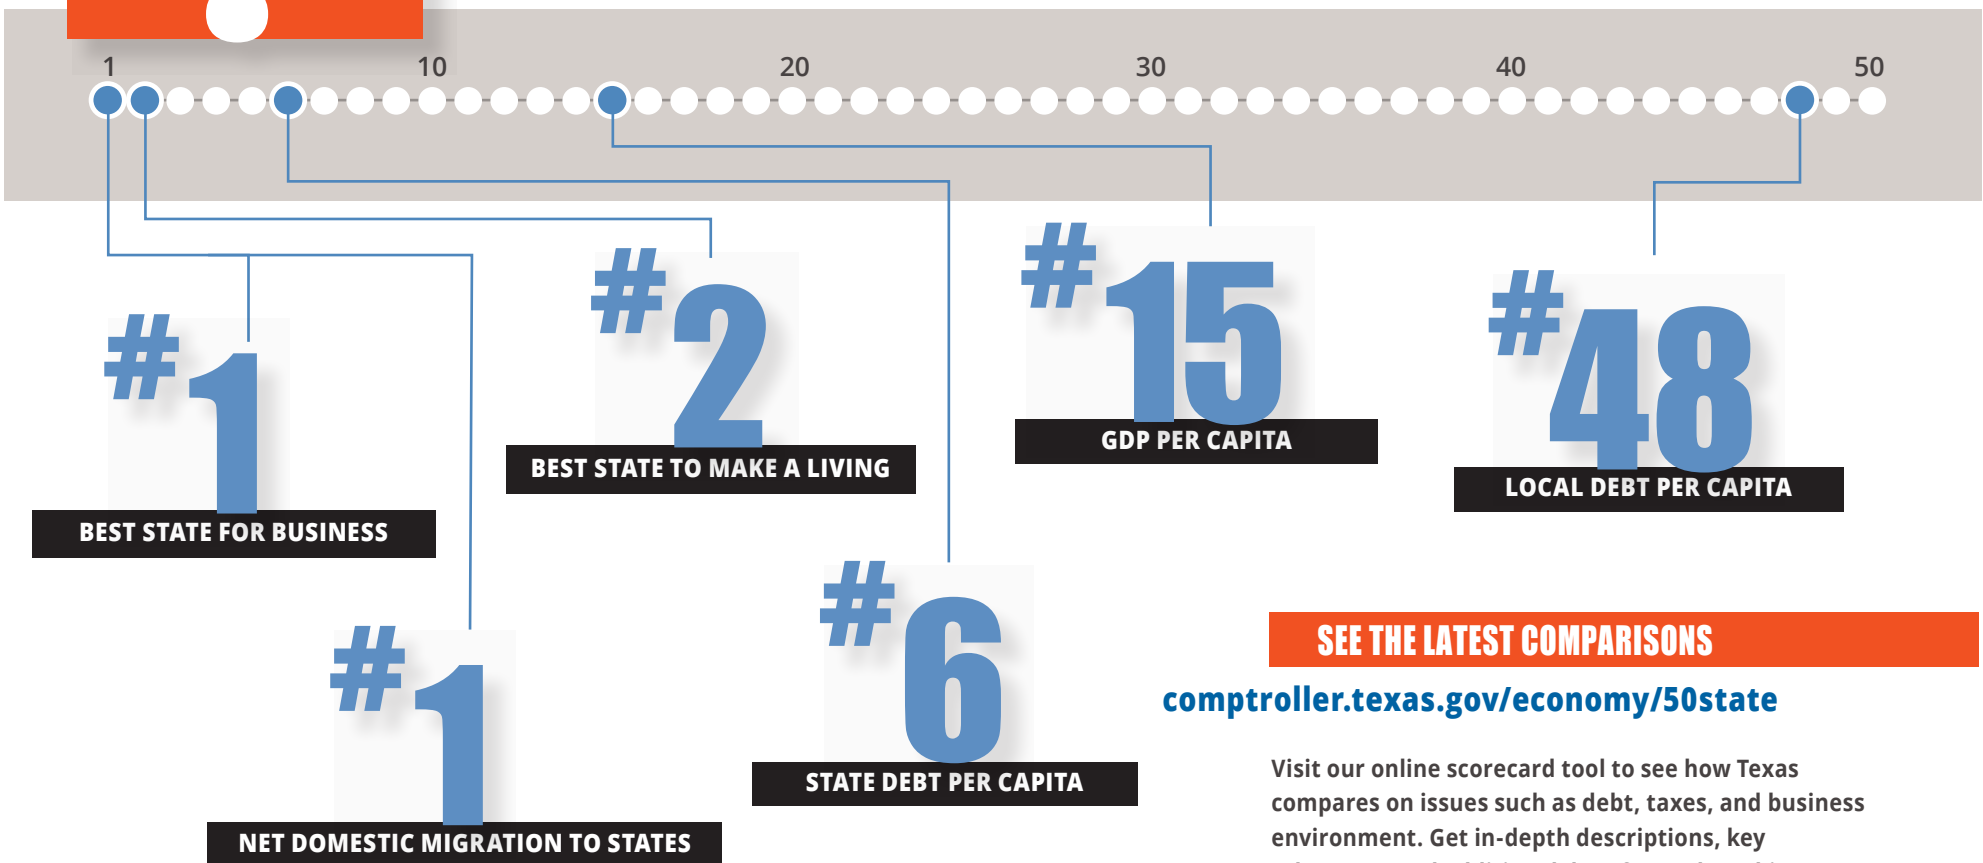 1 10 20 30 40 50
#1
BEST STATE FOR BUSINESS
#2
BEST STATE TO MAKE A LIVING
#15
GDP PER CAPITA
#48
LOCAL DEBT PER CAPITA
#1
NET DOMESTIC MIGRATION TO STATES
#6
STATE DEBT PER CAPITA
SEE THE LATEST COMPARISONS
comptroller.texas.gov/economy/50state
Visit our online scorecard tool to see how Texas
compares on issues such as debt, taxes, and business
environment. Get in-depth descriptions, key